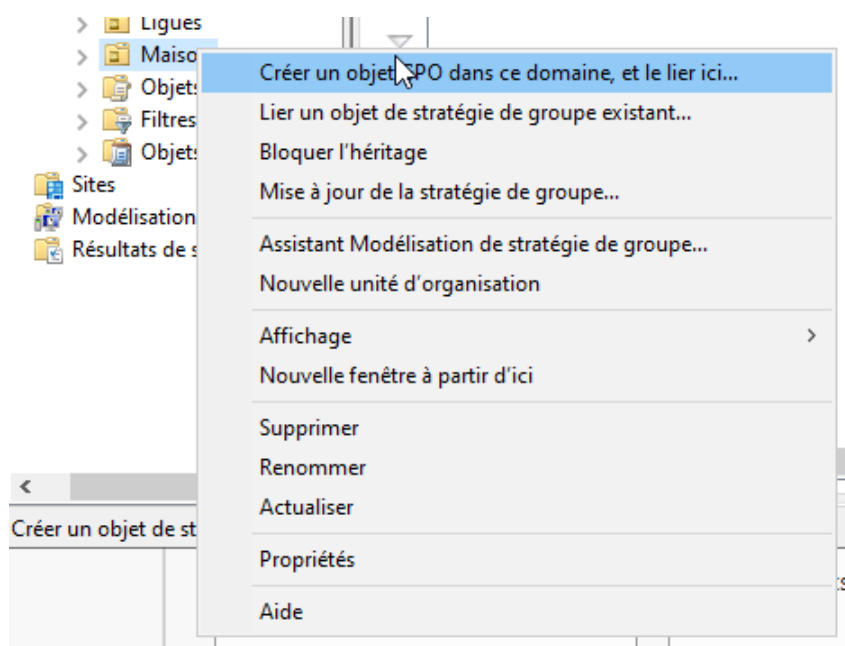 Ligues
Maiso
Objets
Filtres
Objets
Sites
Modélisation
Résultats de s
Créer un objet GPO dans ce domaine, et le lier ici...
Lier un objet de stratégie de groupe existant...
Bloquer l'héritage
Mise à jour de la stratégie de groupe...
Assistant Modélisation de stratégie de groupe...
Nouvelle unité d'organisation
Affichage
Nouvelle fenêtre à partir d'ici
Supprimer
Renommer
Actualiser
Propriétés
Aide
Créer un objet de st